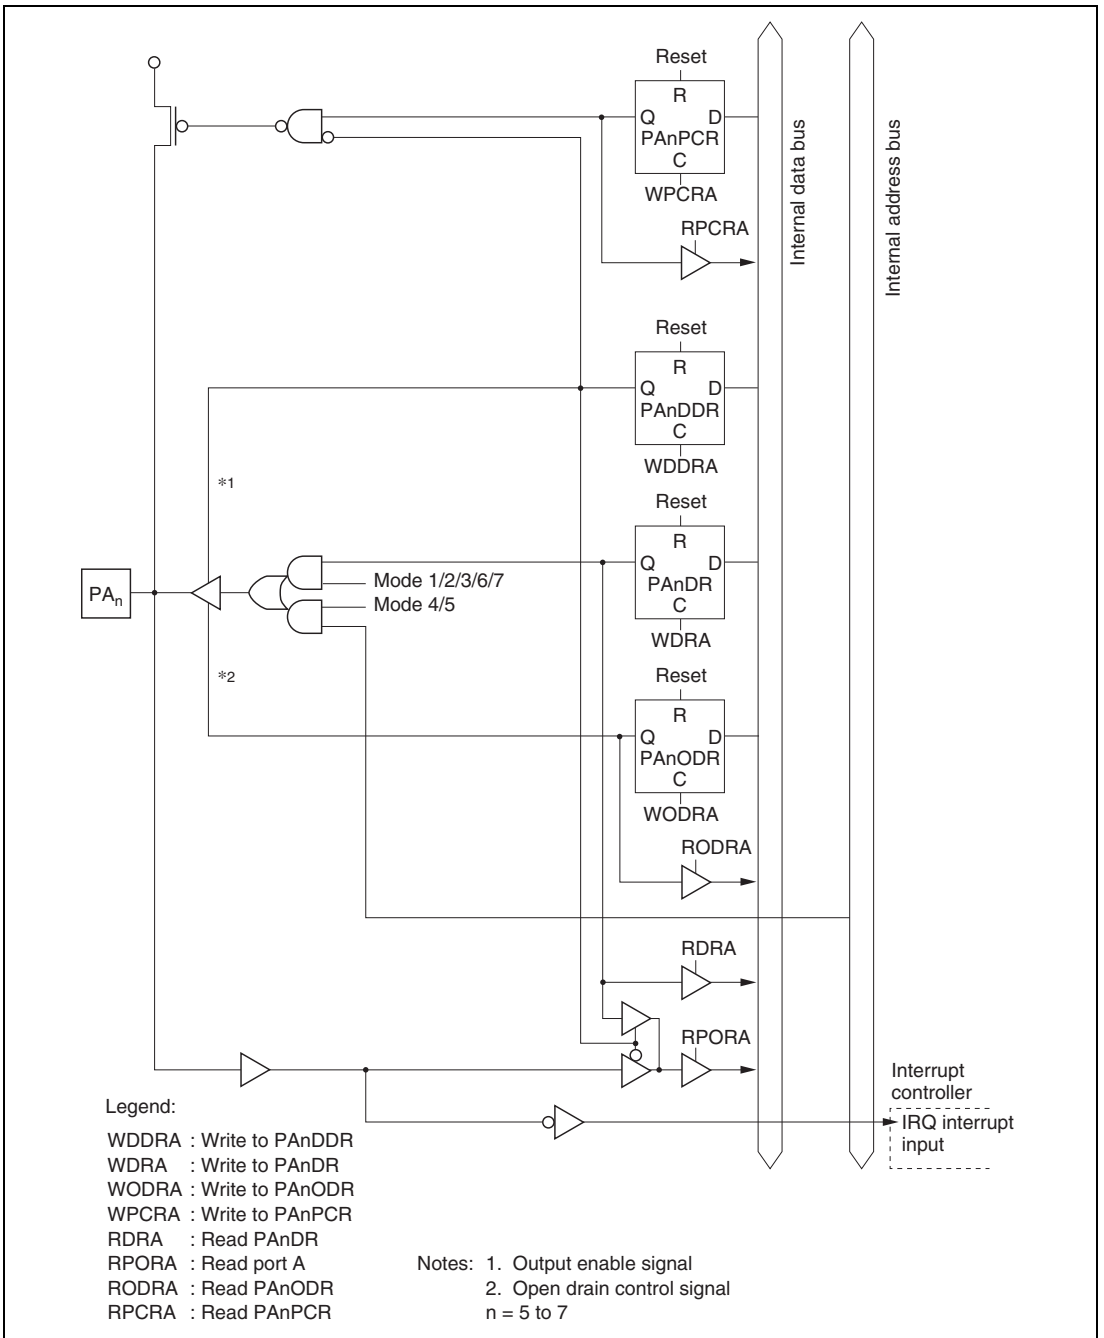 Reset
R
Q D
PAnPCR
C
WPCRA
RPCRA
Internal data bus
Internal address bus
Reset
R
Q D
PAnDDR
C
WDDRA
*1
Reset
R
Q D
PAnDR
C
WDRA
Mode 1/2/3/6/7
Mode 4/5
PAn
*2
Reset
R
Q D
PAnODR
C
WODRA
RODRA
RDRA
RPORA
Interrupt
controller
IRQ interrupt
input
Legend:
WDDRA : Write to PAnDDR
WDRA : Write to PAnDR
WODRA : Write to PAnODR
WPCRA : Write to PAnPCR
RDRA : Read PAnDR
RPORA : Read port A
RODRA : Read PAnODR
RPCRA : Read PAnPCR
Notes: 1. Output enable signal
2. Open drain control signal
n = 5 to 7